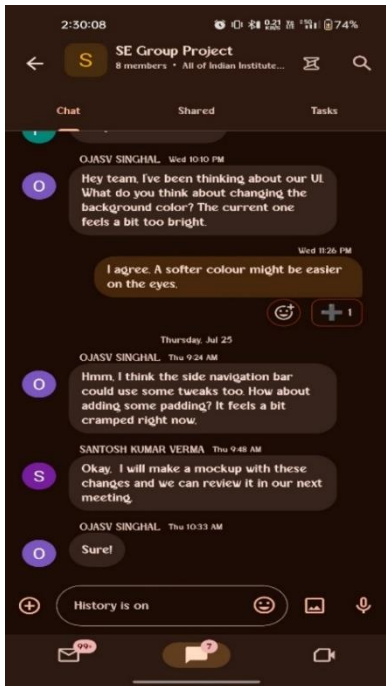 2:30:08
0.21
74%
S
SE Group Project
8 members • All of Indian Institute...
Chat
Shared
Tasks
OJASV SINGHAL Wed 10:10 PM
O
Hey team, I've been thinking about our UI.
What do you think about changing the
background color? The current one
feels a bit too bright.
Wed 11:26 PM
I agree. A softer colour might be easier
on the eyes.
1
Thursday, Jul 25
OJASV SINGHAL Thu 9:24 AM
O
Hmm, I think the side navigation bar
could use some tweaks too. How about
adding some padding? It feels a bit
cramped right now.
SANTOSH KUMAR VERMA Thu 9:48 AM
S
Okay. I will make a mockup with these
changes and we can review it in our next
meeting.
OJASV SINGHAL Thu 10:33 AM
O
Sure!
History is on
99+
7